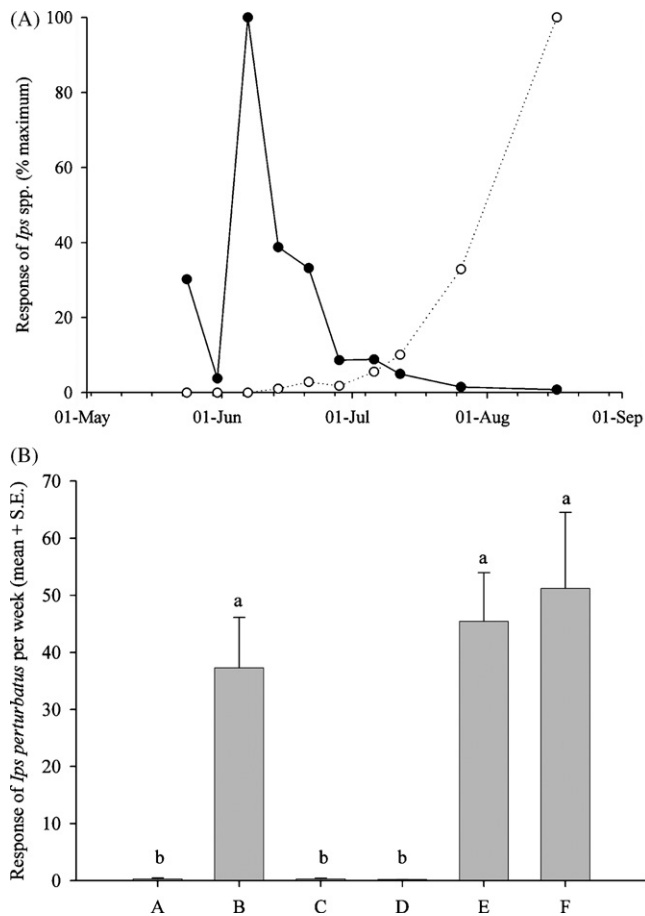 (A)
Response of Ips spp. (% maximum)
100
80
60
40
20
0
01-May 01-Jun 01-Jul 01-Aug 01-Sep
(B)
Response of Ips perturbatus per week (mean + S.E.)
70
60
50
40
30
20
10
0
b a b b a a
A B C D E F